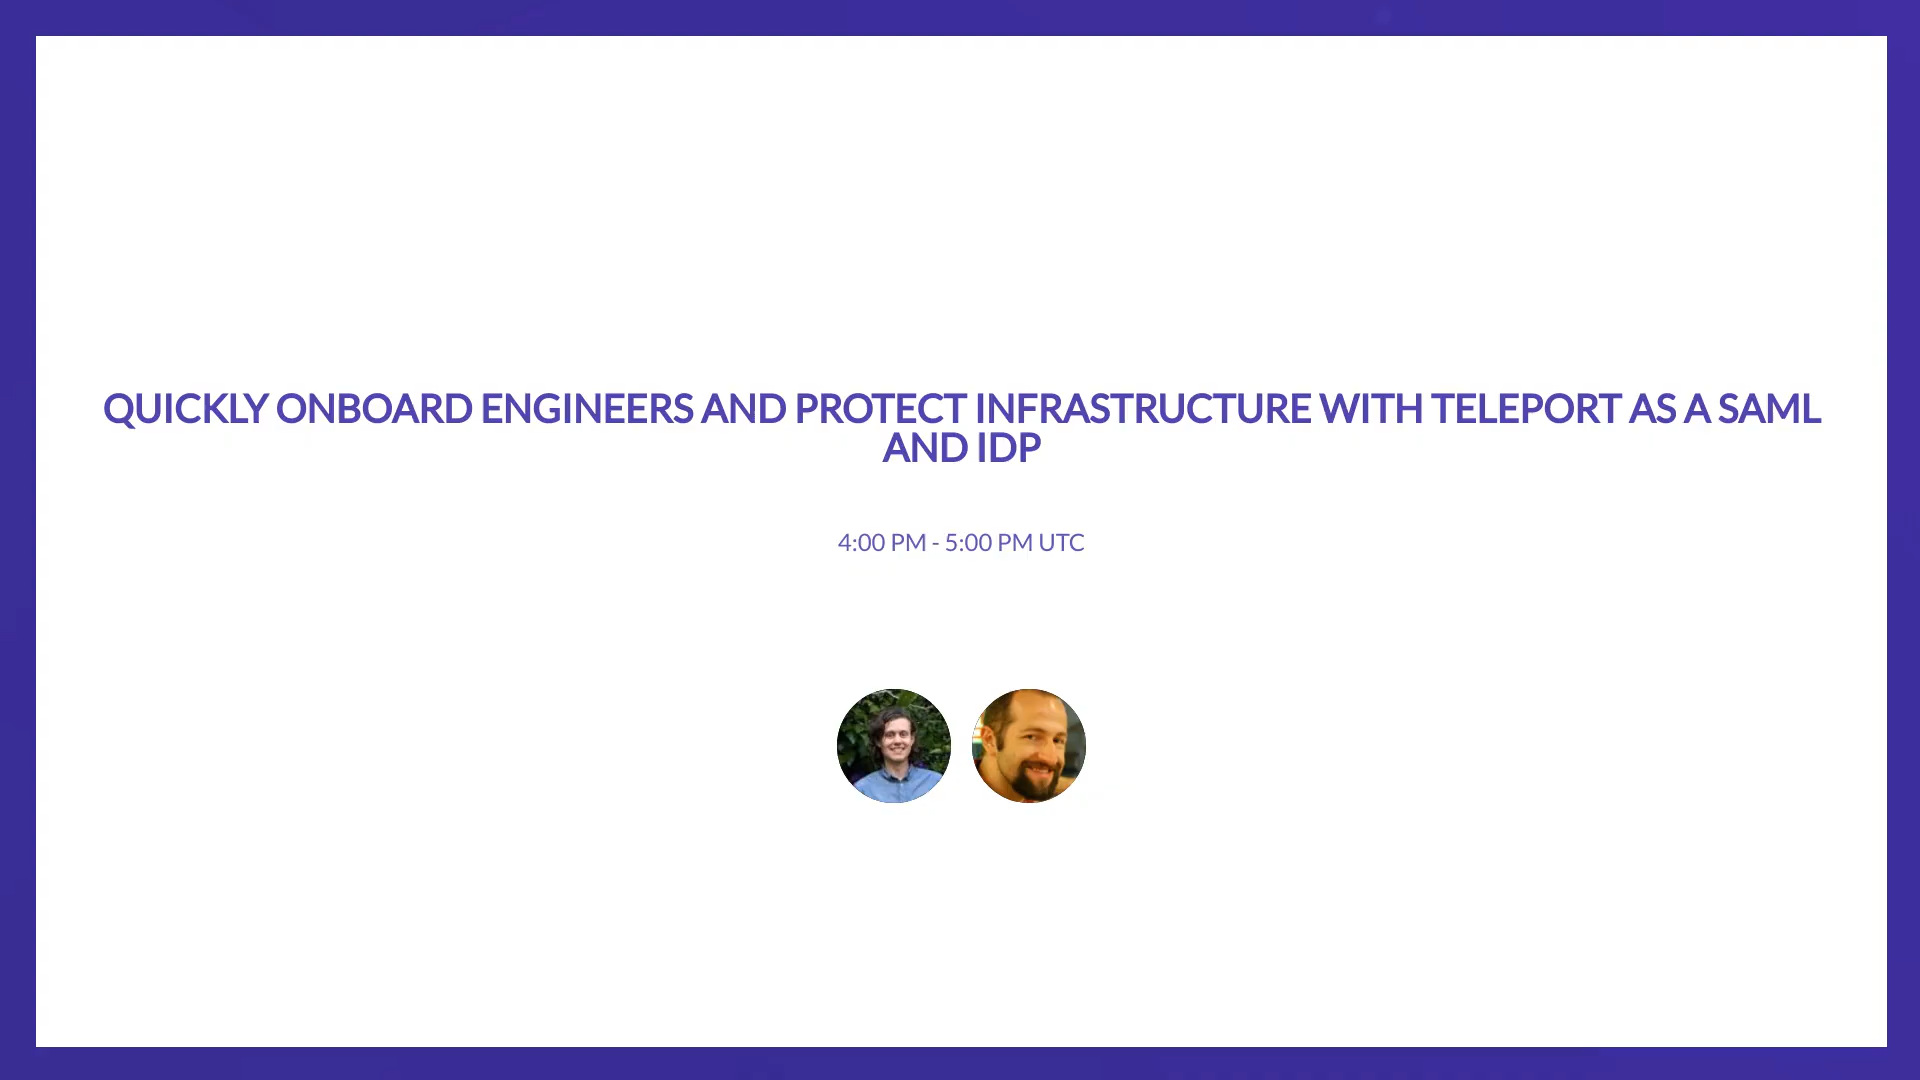 QUICKLY ONBOARD ENGINEERS AND PROTECT INFRASTRUCTURE WITH TELEPORT AS A SAML
AND IDP
4:00 PM - 5:00 PM UTC